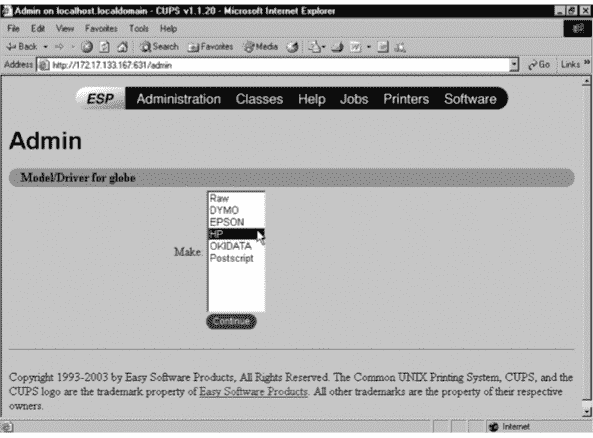 Admin on localhost.localdomain - CUPS v1.1.20 - Microsoft Internet Explorer
File Edit View Favorites Tools Help
Back Search Favorites Media
Address http://172.17.133.167:631/admin Go Links »
ESP Administration Classes Help Jobs Printers Software
Admin
Model/Driver for globe
Raw
DYMO
EPSON
HP
Make: OKIDATA
Postscript
Continue
Copyright 1993-2003 by Easy Software Products, All Rights Reserved. The Common UNIX Printing System, CUPS, and the
CUPS logo are the trademark property of Easy Software Products. All other trademarks are the property of their respective
owners.
Internet